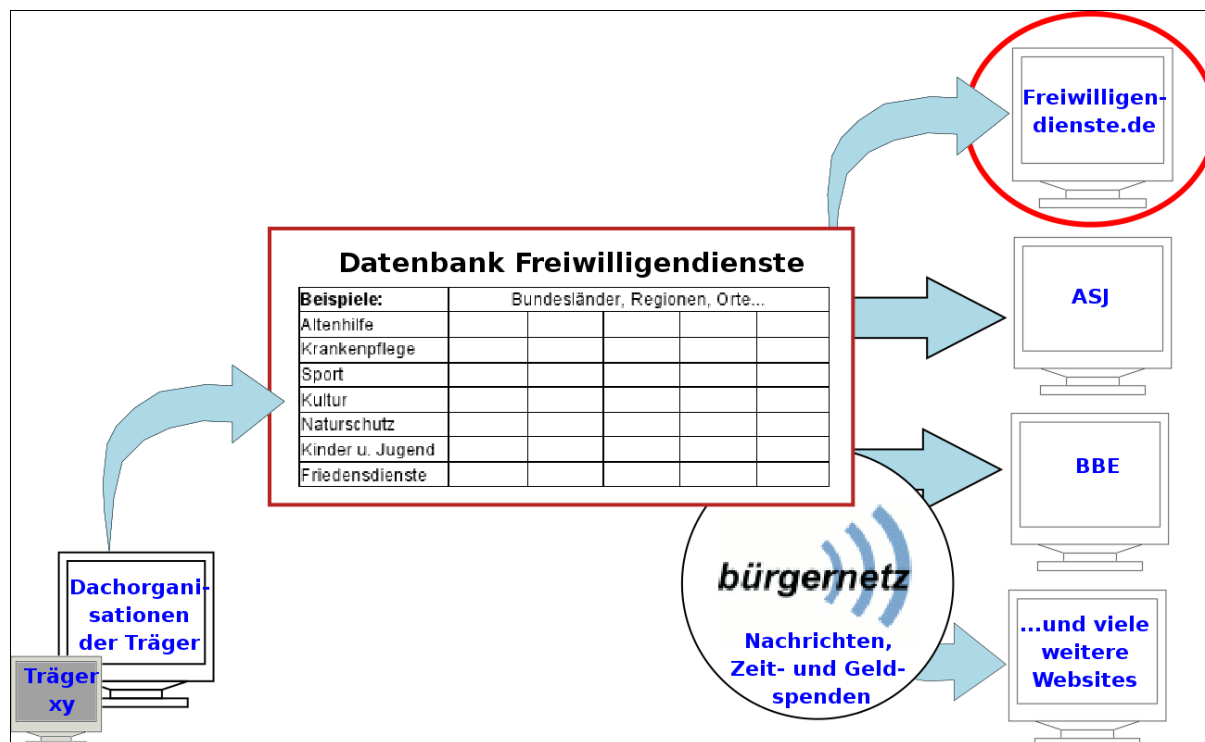 Freiwilligen-
dienste.de
Datenbank Freiwilligendienste
Beispiele: Bundesländer, Regionen, Orte...
Altenhilfe
Krankenpflege
Sport
Kultur
Naturschutz
Kinder u. Jugend
Friedensdienste
ASJ
BBE
bürgernetz
Nachrichten,
Zeit- und Geld-
spenden
...und viele
weitere
Websites
Dachorgani-
sationen
der Träger
Träger
xy